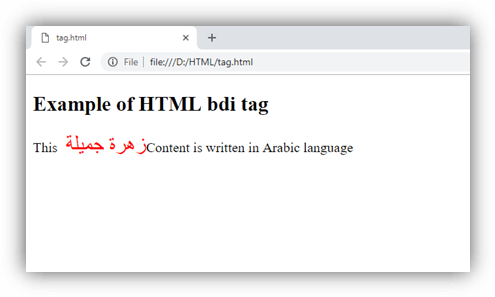 tag.html
File | file:///D:/HTML/tag.html
Example of HTML bdi tag
This زهرة جميلة Content is written in Arabic language